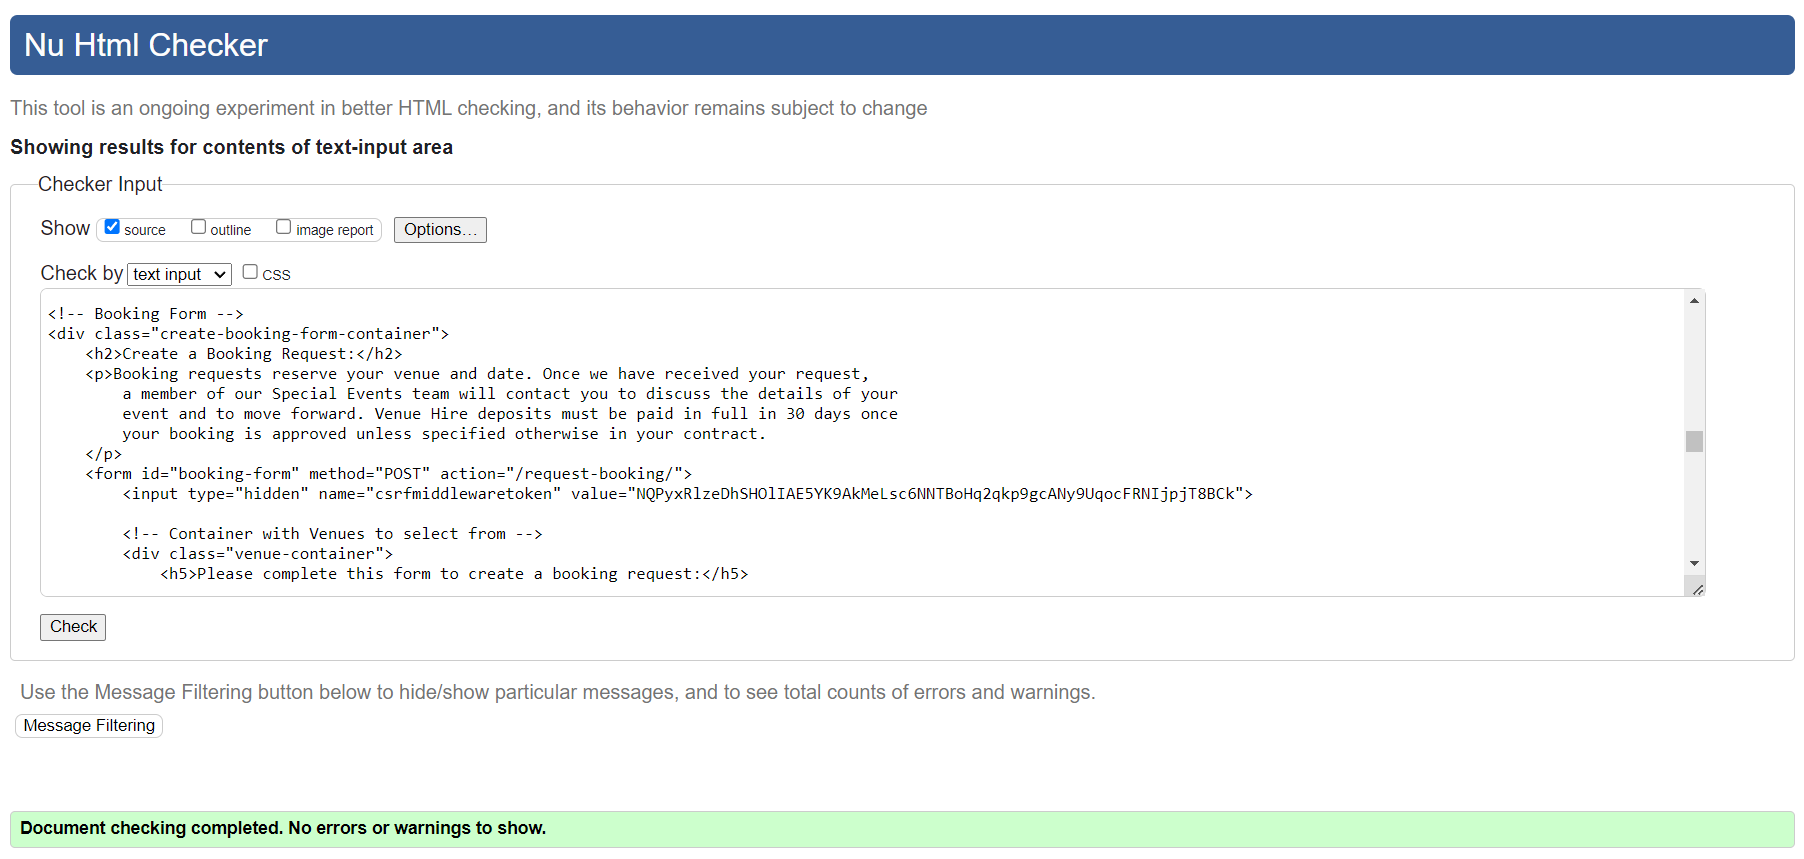 Nu Html Checker
This tool is an ongoing experiment in better HTML checking, and its behavior remains subject to change
Showing results for contents of text-input area
Checker Input
Show source outline image report Options...
Check by text input CSS
<!-- Booking Form -->
<div class="create-booking-form-container">
<h2>Create a Booking Request:</h2>
<p>Booking requests reserve your venue and date. Once we have received your request,
a member of our Special Events team will contact you to discuss the details of your
event and to move forward. Venue Hire deposits must be paid in full in 30 days once
your booking is approved unless specified otherwise in your contract.
</p>
<form id="booking-form" method="POST" action="/request-booking/">
<input type="hidden" name="csrfmiddlewaretoken" value="NQPyxRlzeDhSHOlIAE5YK9AkMeLsc6NNTBoHq2qkp9gcANy9UqocFRNIjpjT8BCk">
<!-- Container with Venues to select from -->
<div class="venue-container">
<h5>Please complete this form to create a booking request:</h5>
Check
Use the Message Filtering button below to hide/show particular messages, and to see total counts of errors and warnings.
Message Filtering
Document checking completed. No errors or warnings to show.